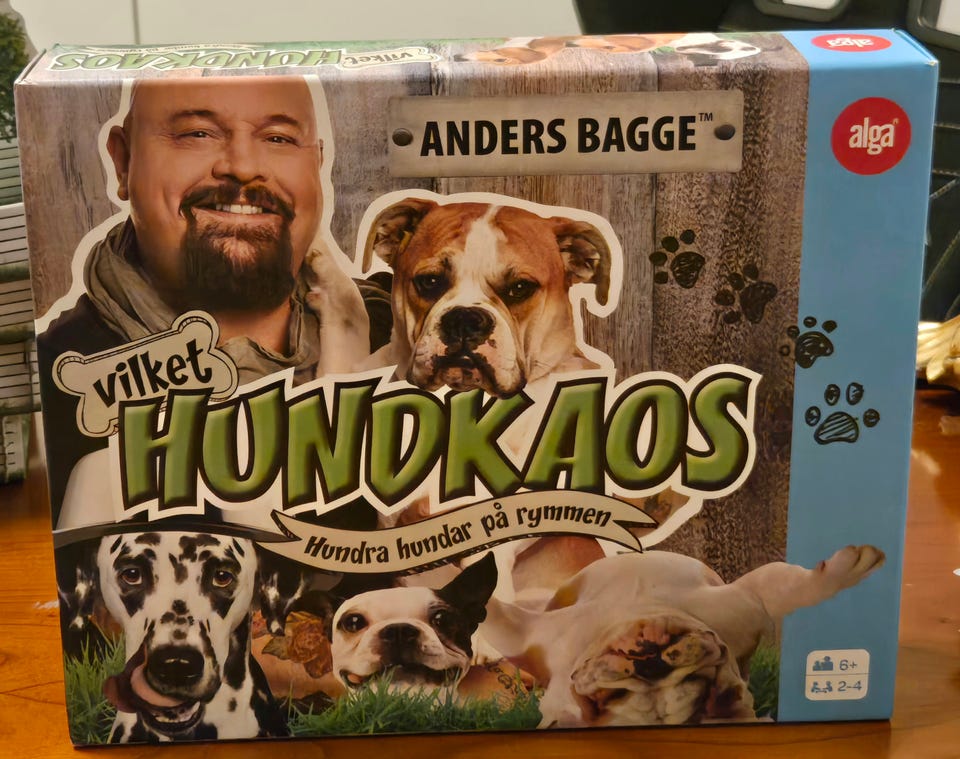 vilket HUNDKAOS
alga
ANDERS BAGGE™
alga®
vilket
HUNDKAOS
Hundra hundar på rymmen
6+
2-4